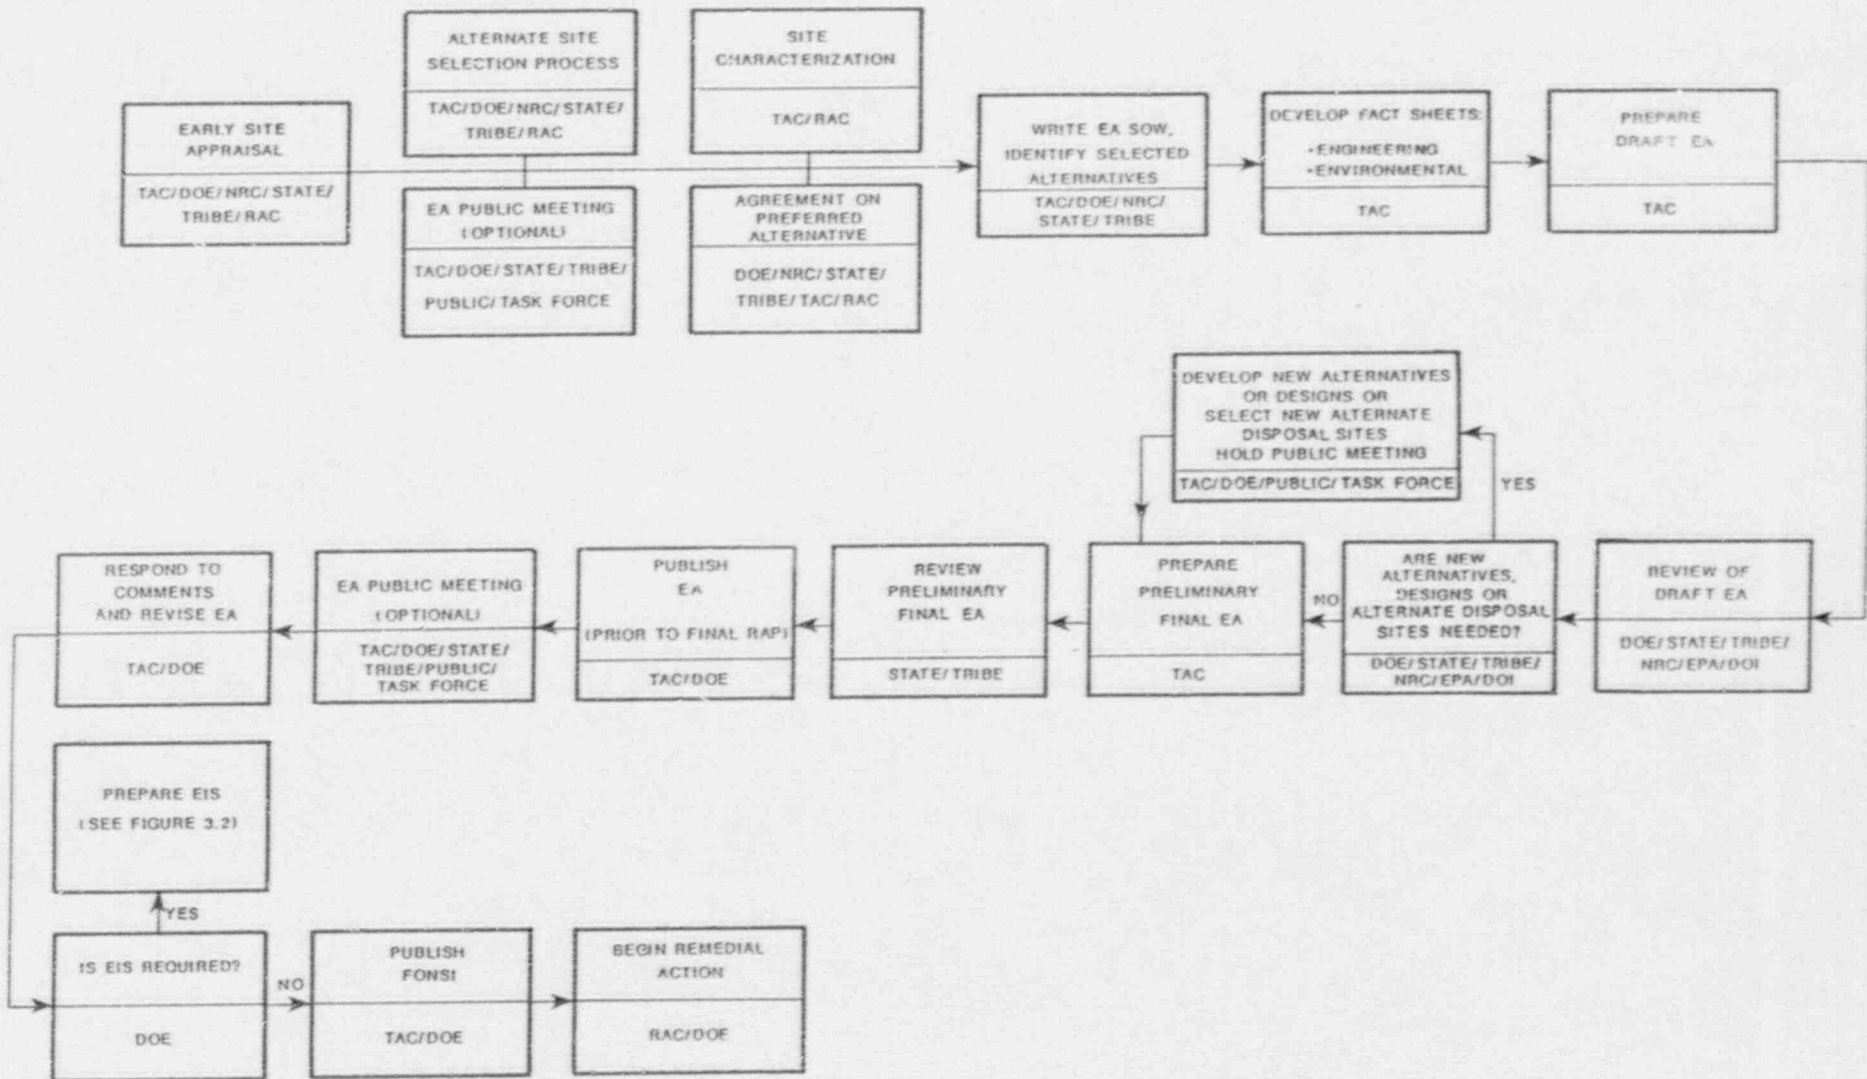 EARLY SITE
APPRAISAL
TAC/DOE/NRC/STATE/
TRIBE/RAC
ALTERNATE SITE
SELECTION PROCESS
TAC/DOE/NRC/STATE/
TRIBE/RAC
EA PUBLIC MEETING
(OPTIONAL)
TAC/DOE/STATE/TRIBE/
PUBLIC/TASK FORCE
SITE
CHARACTERIZATION
TAC/RAC
AGREEMENT ON
PREFERRED
ALTERNATIVE
DOE/NRC/STATE/
TRIBE/TAC/RAC
WRITE EA SOW,
IDENTIFY SELECTED
ALTERNATIVES
TAC/DOE/NRC/
STATE/TRIBE
DEVELOP FACT SHEETS:
•ENGINEERING
•ENVIRONMENTAL
TAC
PREPARE
DRAFT EA
TAC
DEVELOP NEW ALTERNATIVES
OR DESIGNS OR
SELECT NEW ALTERNATE
DISPOSAL SITES
HOLD PUBLIC MEETING
TAC/DOE/PUBLIC/TASK FORCE
YES
REVIEW OF
DRAFT EA
DOE/STATE/TRIBE/
NRC/EPA/DOI
ARE NEW
ALTERNATIVES,
DESIGNS OR
ALTERNATE DISPOSAL
SITES NEEDED?
DOE/STATE/TRIBE/
NRC/EPA/DOI
NO
PREPARE
PRELIMINARY
FINAL EA
TAC
REVIEW
PRELIMINARY
FINAL EA
STATE/TRIBE
PUBLISH
EA
(PRIOR TO FINAL RAP)
TAC/DOE
EA PUBLIC MEETING
(OPTIONAL)
TAC/DOE/STATE/
TRIBE/PUBLIC/
TASK FORCE
RESPOND TO
COMMENTS
AND REVISE EA
TAC/DOE
PREPARE EIS
(SEE FIGURE 3.2)
YES
IS EIS REQUIRED?
DOE
NO
PUBLISH
FONSI
TAC/DOE
BEGIN REMEDIAL
ACTION
RAC/DOE